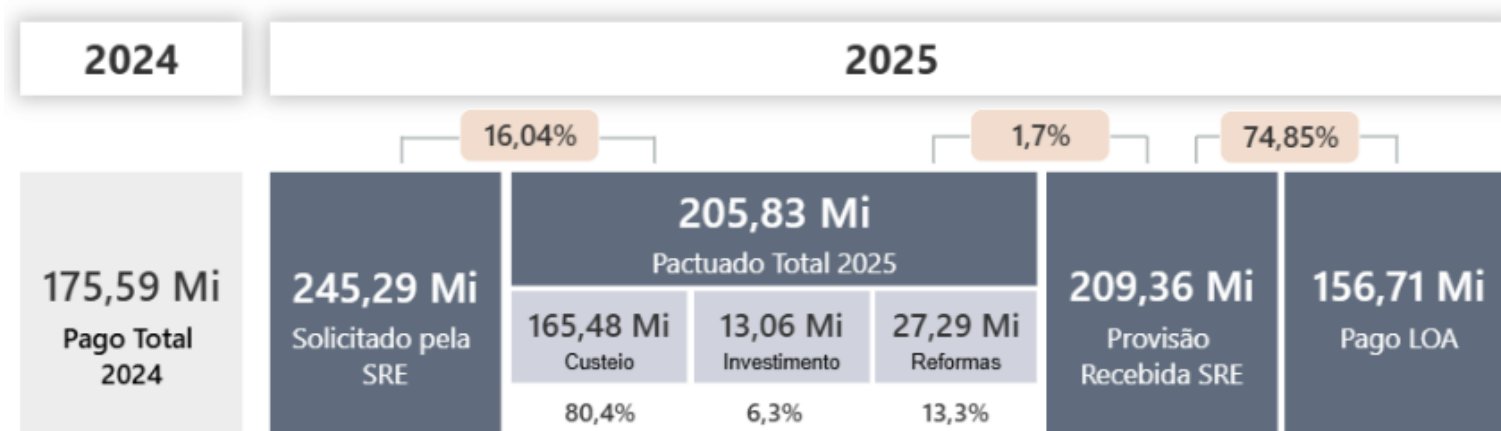 2024
2025
16,04%
1,7%
74,85%
175,59 Mi
Pago Total
2024
245,29 Mi
Solicitado pela
SRE
205,83 Mi
Pactuado Total 2025
165,48 Mi
Custeio
80,4%
13,06 Mi
Investimento
6,3%
27,29 Mi
Reformas
13,3%
209,36 Mi
Provisão
Recebida SRE
156,71 Mi
Pago LOA